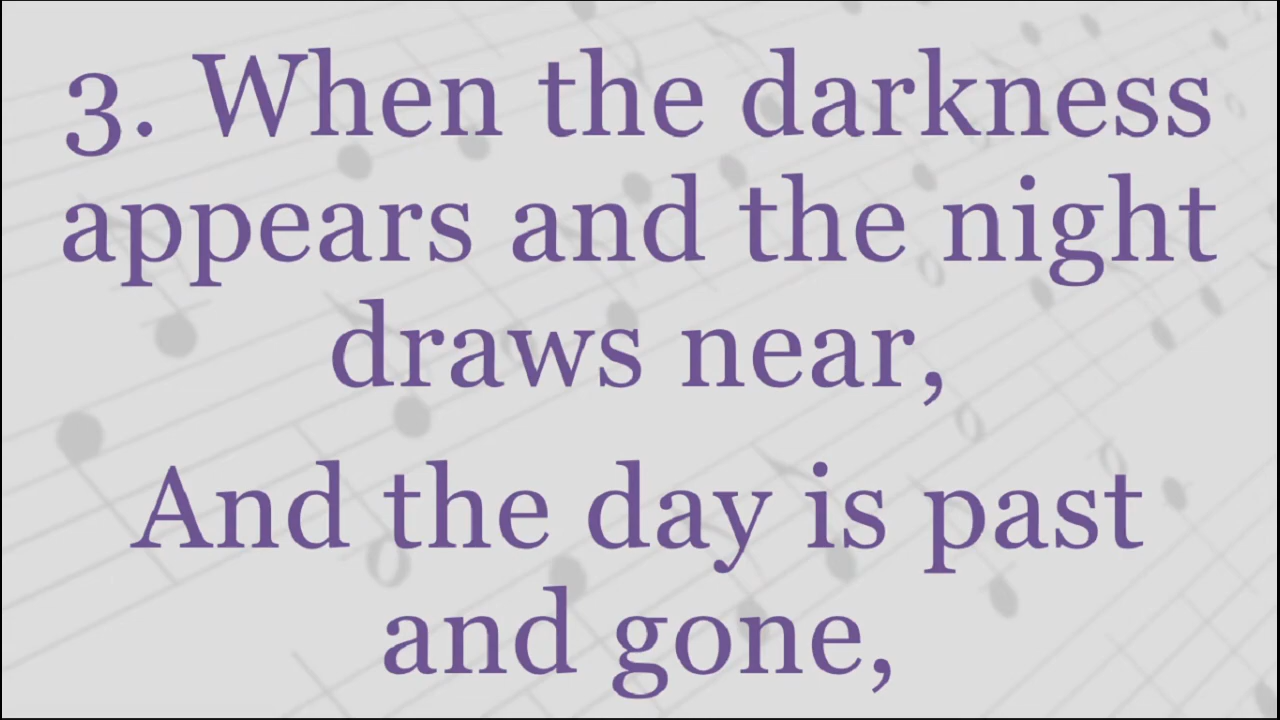 3. When the darkness
appears and the night
draws near,
And the day is past
and gone,